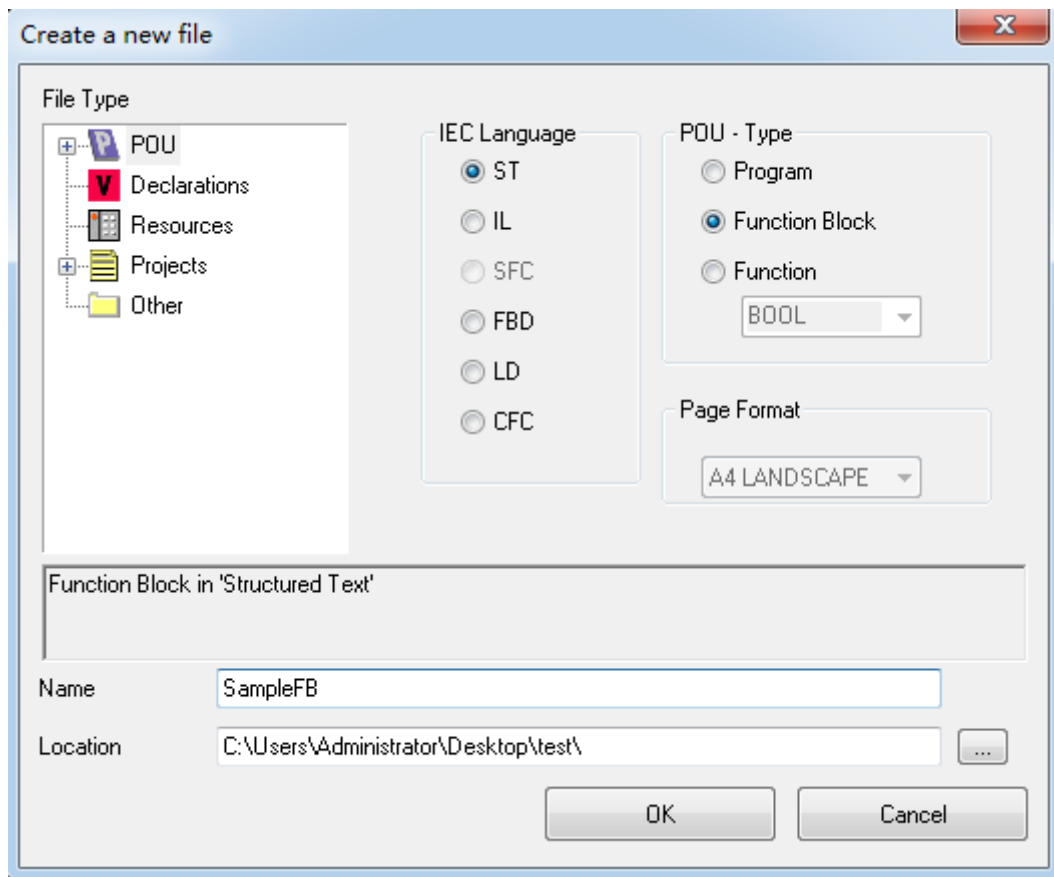 Create a new file
File Type
POU
Declarations
Resources
Projects
Other
IEC Language
ST
IL
SFC
FBD
LD
CFC
POU - Type
Program
Function Block
Function
BOOL
Page Format
A4 LANDSCAPE
Function Block in 'Structured Text'
Name SampleFB
Location C:\Users\Administrator\Desktop\test\ ...
OK Cancel